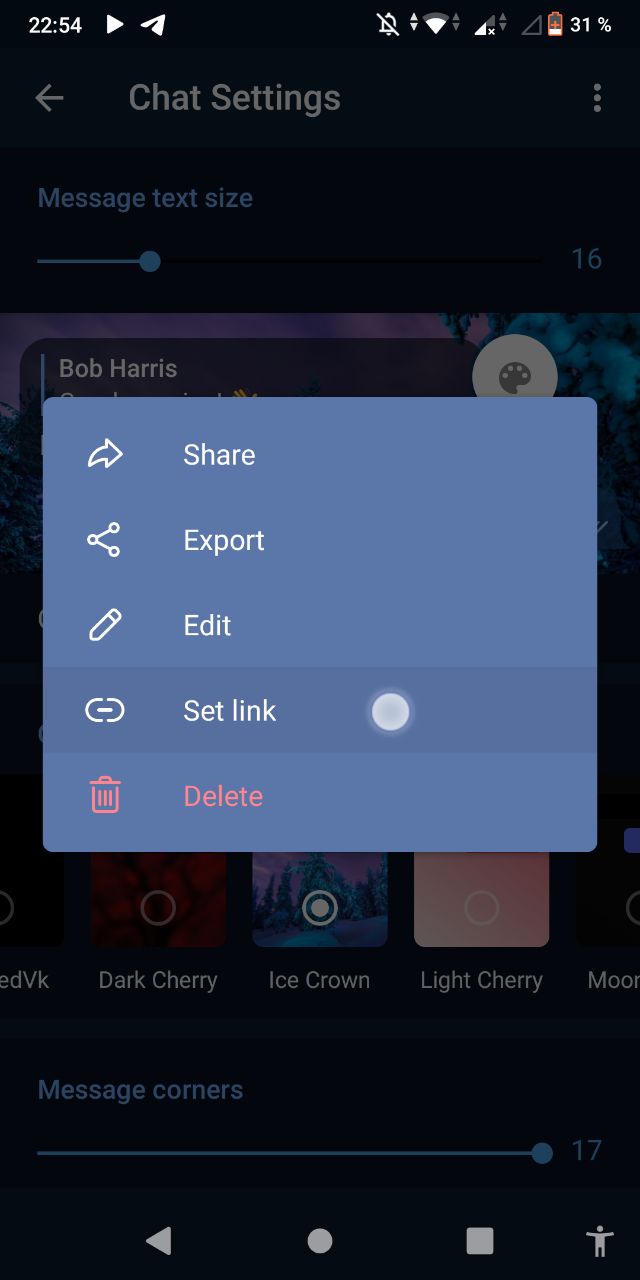 22:54
31 %
Chat Settings
Message text size
16
Bob Harris
Share
Export
Edit
Set link
Delete
edVk
Dark Cherry
Ice Crown
Light Cherry
Moon
Message corners
17